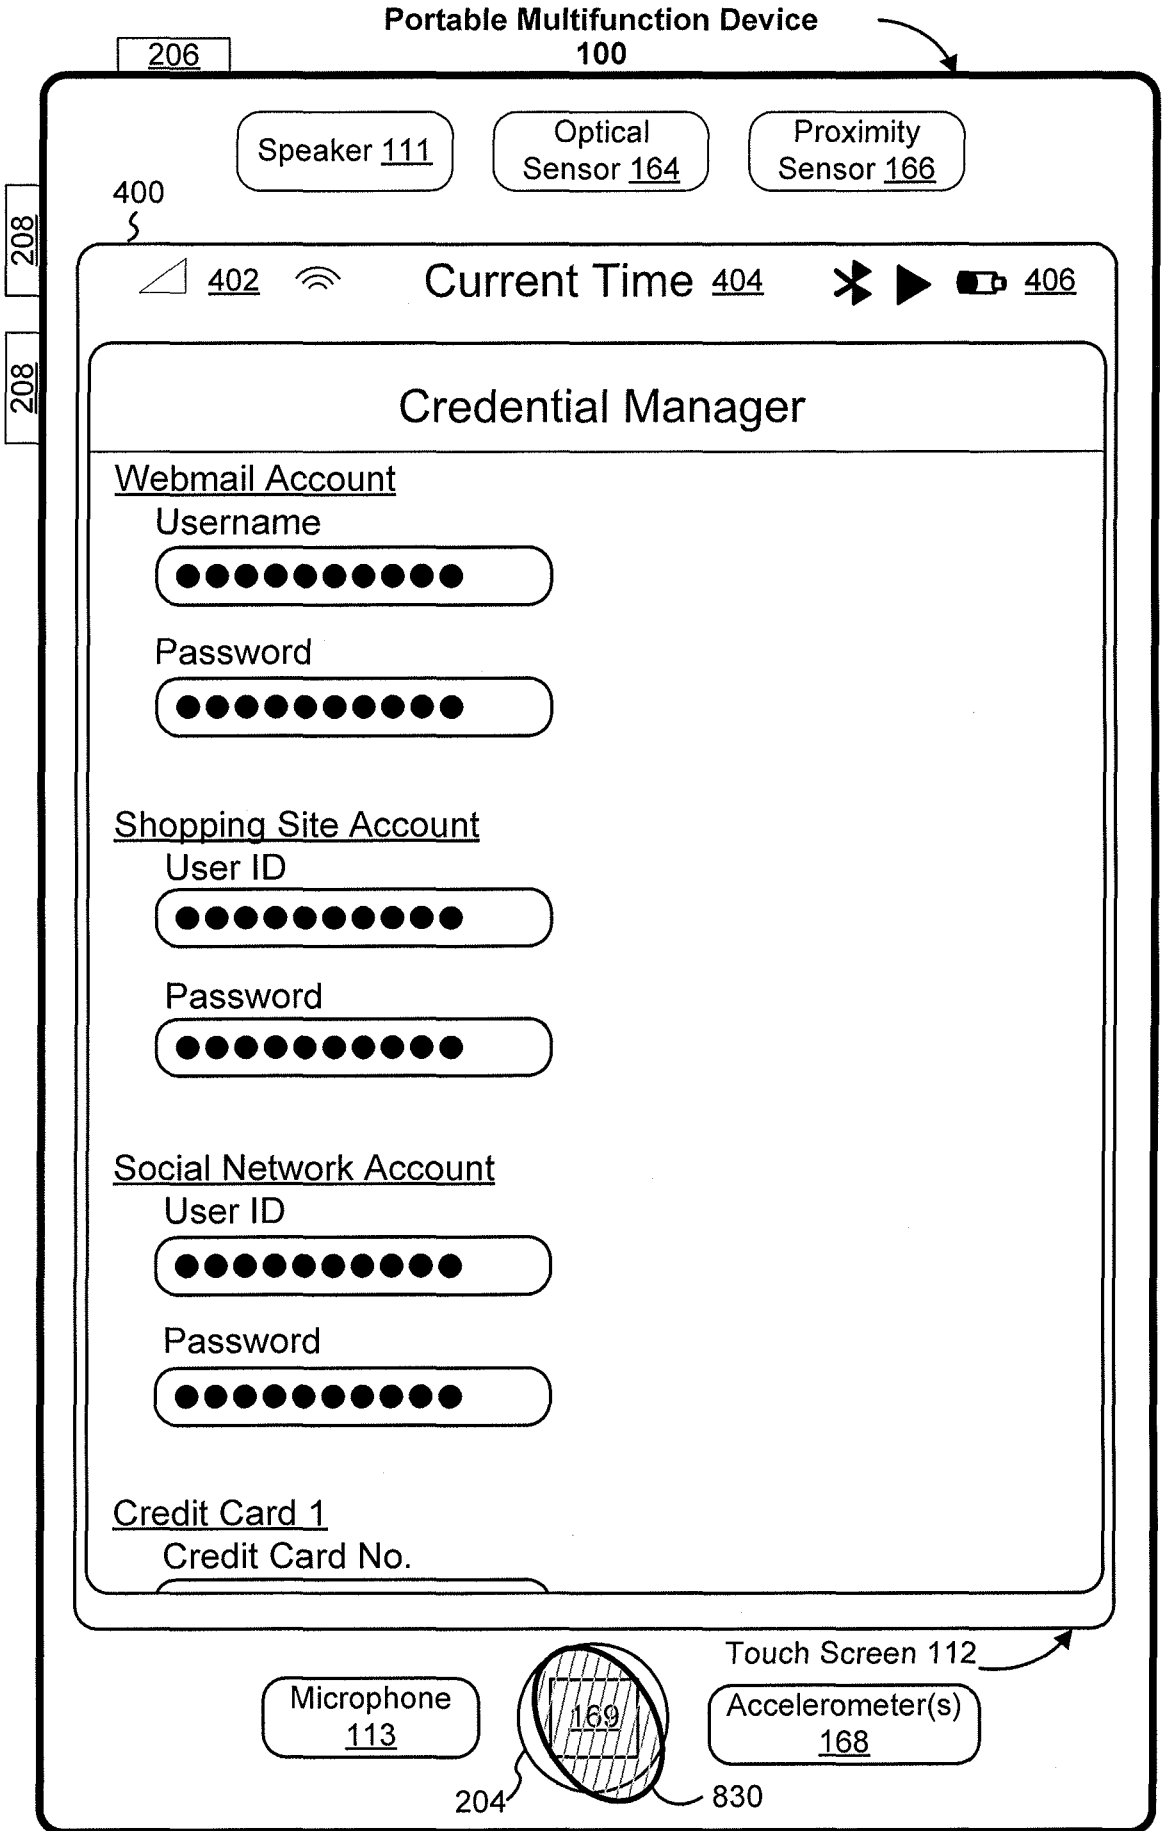 Portable Multifunction Device
100
206
Speaker 111
Optical
Sensor 164
Proximity
Sensor 166
400
208
402 Current Time 404 406
208
Credential Manager
Webmail Account
Username
●●●●●●●●●●
Password
●●●●●●●●●●
Shopping Site Account
User ID
●●●●●●●●●●
Password
●●●●●●●●●●
Social Network Account
User ID
●●●●●●●●●●
Password
●●●●●●●●●●
Credit Card 1
Credit Card No.
Touch Screen 112
Microphone
113
169
Accelerometer(s)
168
204
830